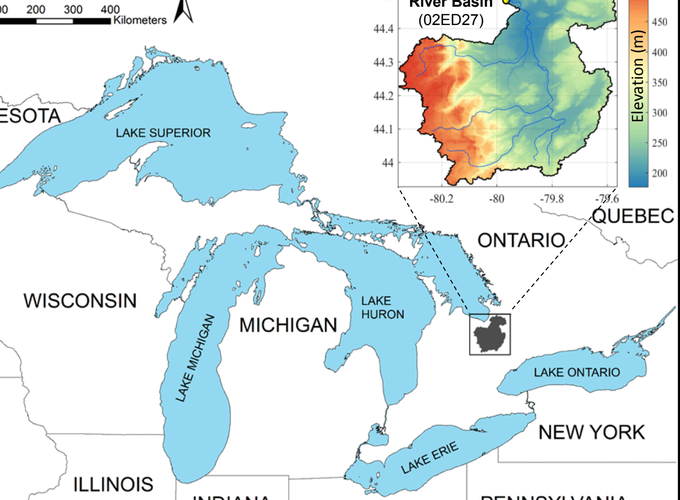 River Basin
(02ED27)
00 200 300 400
Kilometers
44.4
44.3
44.2
44.1
44
-80.2 -80 -79.8 -79.6
450
400
350
300
250
200
Elevation (m)
ESOTA
LAKE SUPERIOR
QUEBEC
ONTARIO
WISCONSIN
MICHIGAN
LAKE
HURON
LAKE MICHIGAN
LAKE ONTARIO
NEW YORK
LAKE ERIE
ILLINOIS
INDIANA
PENNSYLVANIA